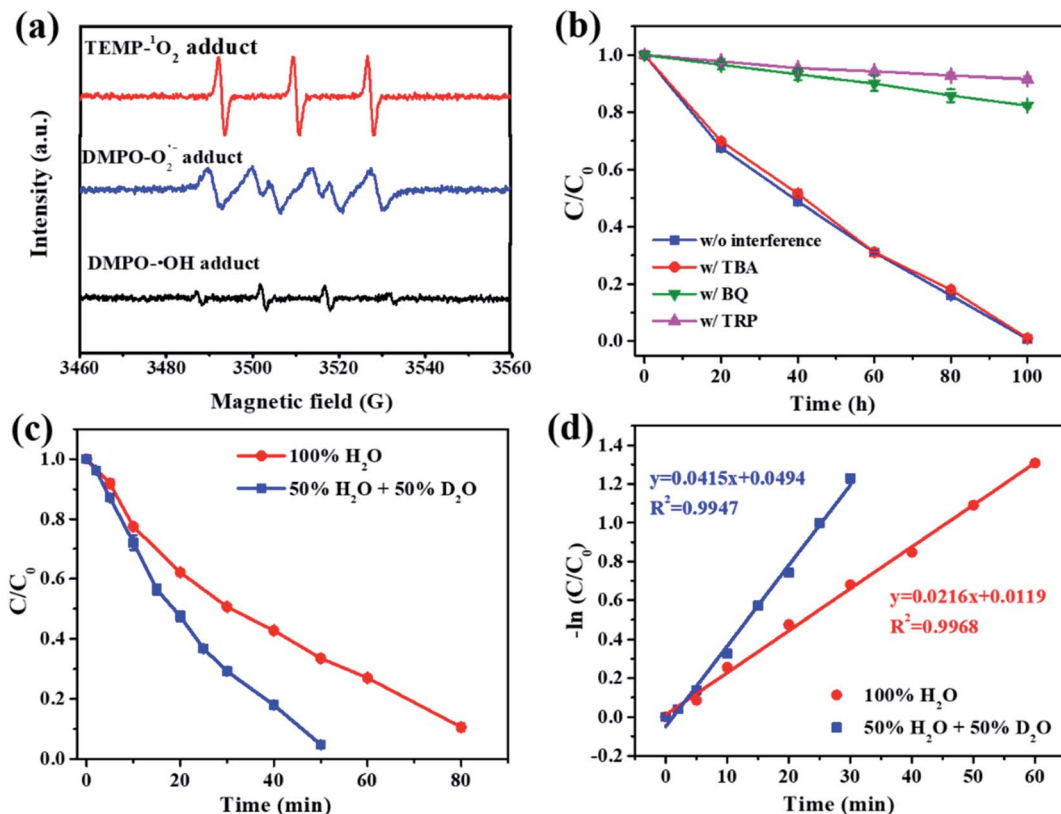 (a)
TEMP-¹O₂ adduct
DMPO-O₂·⁻ adduct
DMPO-•OH adduct
Intensity (a.u.)
3460 3480 3500 3520 3540 3560
Magnetic field (G)
(b)
1.0
0.8
0.6
0.4
0.2
0.0
C/C₀
w/o interference
w/ TBA
w/ BQ
w/ TRP
0 20 40 60 80 100
Time (h)
(c)
1.0
0.8
0.6
0.4
0.2
0.0
C/C₀
100% H₂O
50% H₂O + 50% D₂O
0 20 40 60 80
Time (min)
(d)
1.4
1.2
1.0
0.8
0.6
0.4
0.2
0.0
-0.2
-ln (C/C₀)
y=0.0415x+0.0494
R²=0.9947
y=0.0216x+0.0119
R²=0.9968
100% H₂O
50% H₂O + 50% D₂O
0 10 20 30 40 50 60
Time (min)